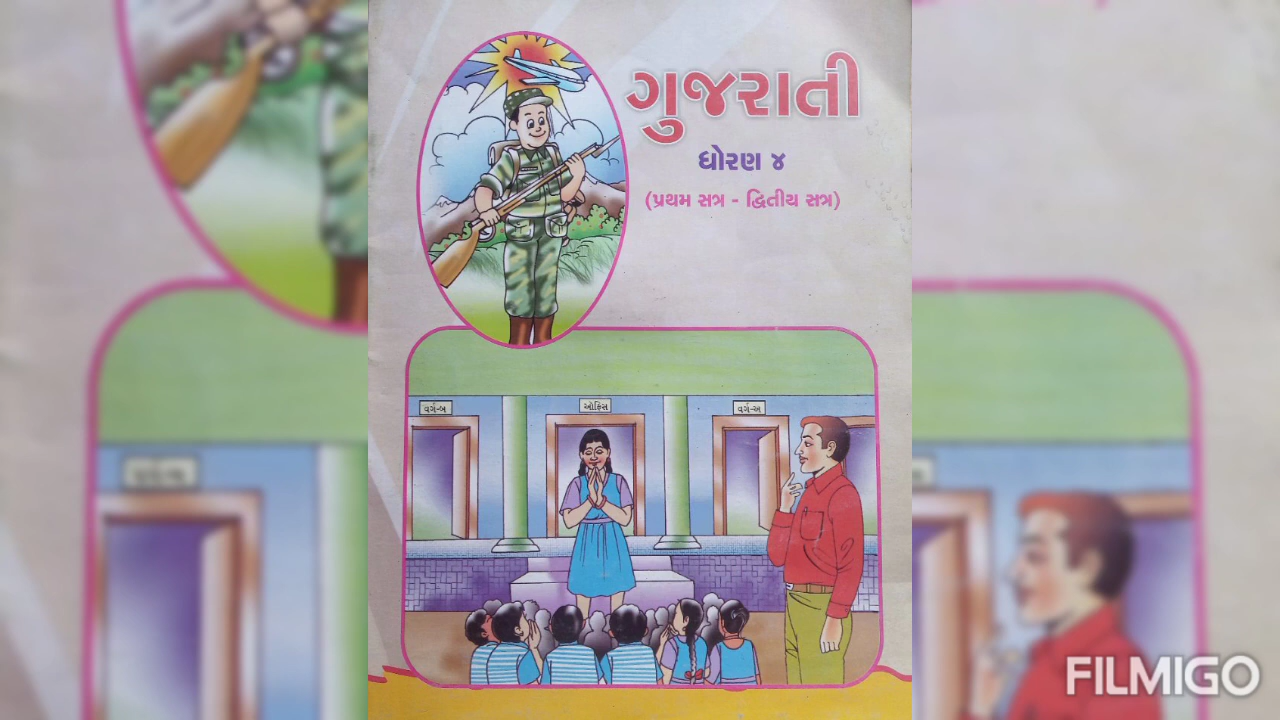 ગુજરાતી
ધોરણ ૪
(પ્રથમ સત્ર - દ્વિતીય સત્ર)
વર્ગ-બ
ઓફિસ
વર્ગ-અ
FILMIGO